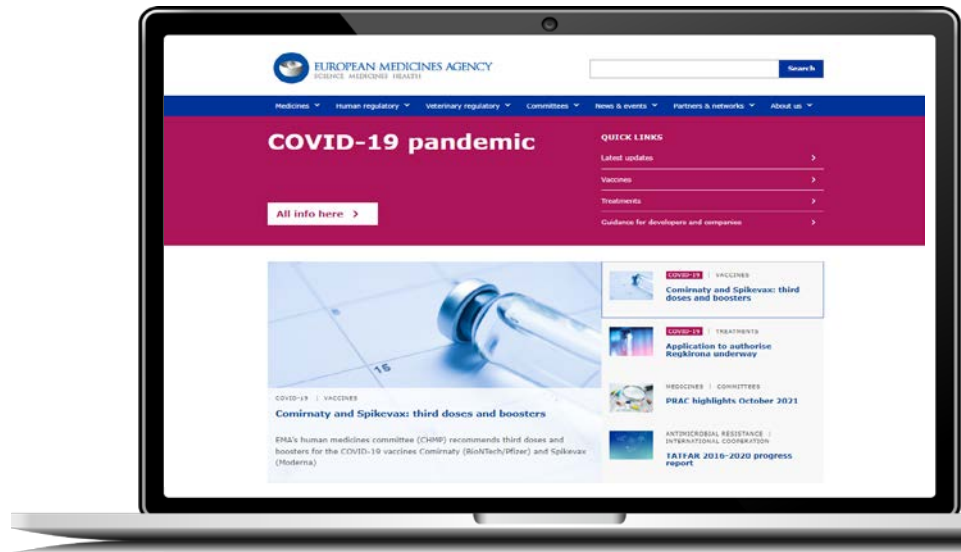 EUROPEAN MEDICINES AGENCY
SCIENCE MEDICINES HEALTH
Search
Medicines
Human regulatory
Veterinary regulatory
Committees
News & events
Partners & networks
About us
COVID-19 pandemic
All info here
QUICK LINKS
Latest updates
Vaccines
Treatments
Guidance for developers and companies
15
COVID-19 | VACCINES
Comirnaty and Spikevax: third doses and boosters
EMA's human medicines committee (CHMP) recommends third doses and
boosters for the COVID-19 vaccines Comirnaty (BioNTech/Pfizer) and Spikevax
(Moderna)
COVID-19 | VACCINES
Comirnaty and Spikevax: third
doses and boosters
COVID-19 | TREATMENTS
Application to authorise
Regkirona underway
MEDICINES | COMMITTEES
PRAC highlights October 2021
ANTIMICROBIAL RESISTANCE |
INTERNATIONAL COOPERATION
TATFAR 2016-2020 progress
report